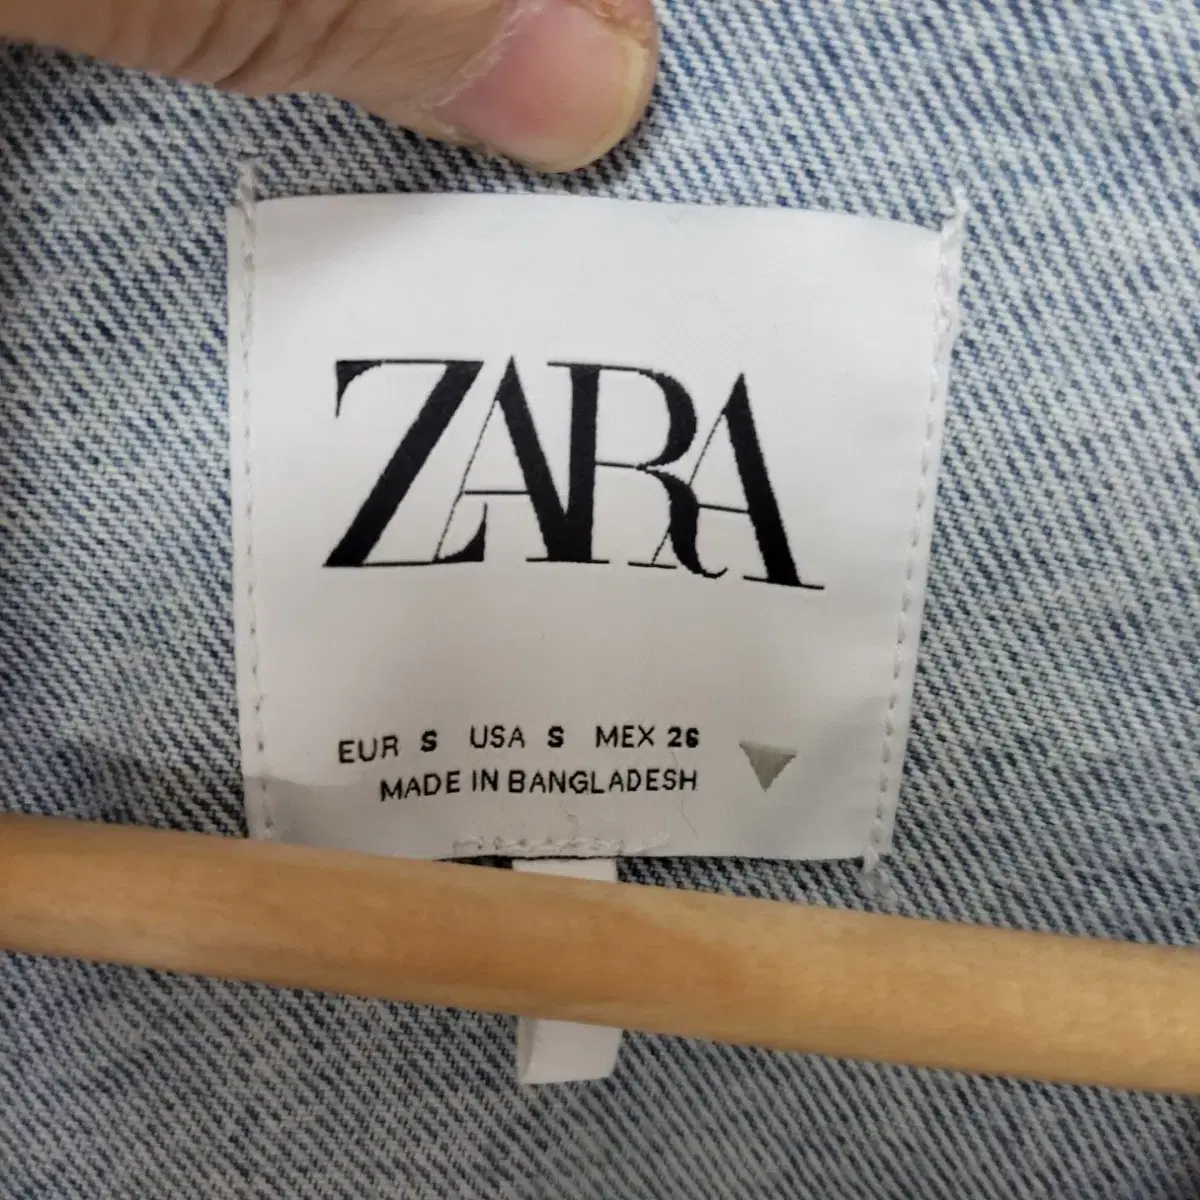 ZARA
EUR S USA S MEX 26
MADE IN BANGLADESH